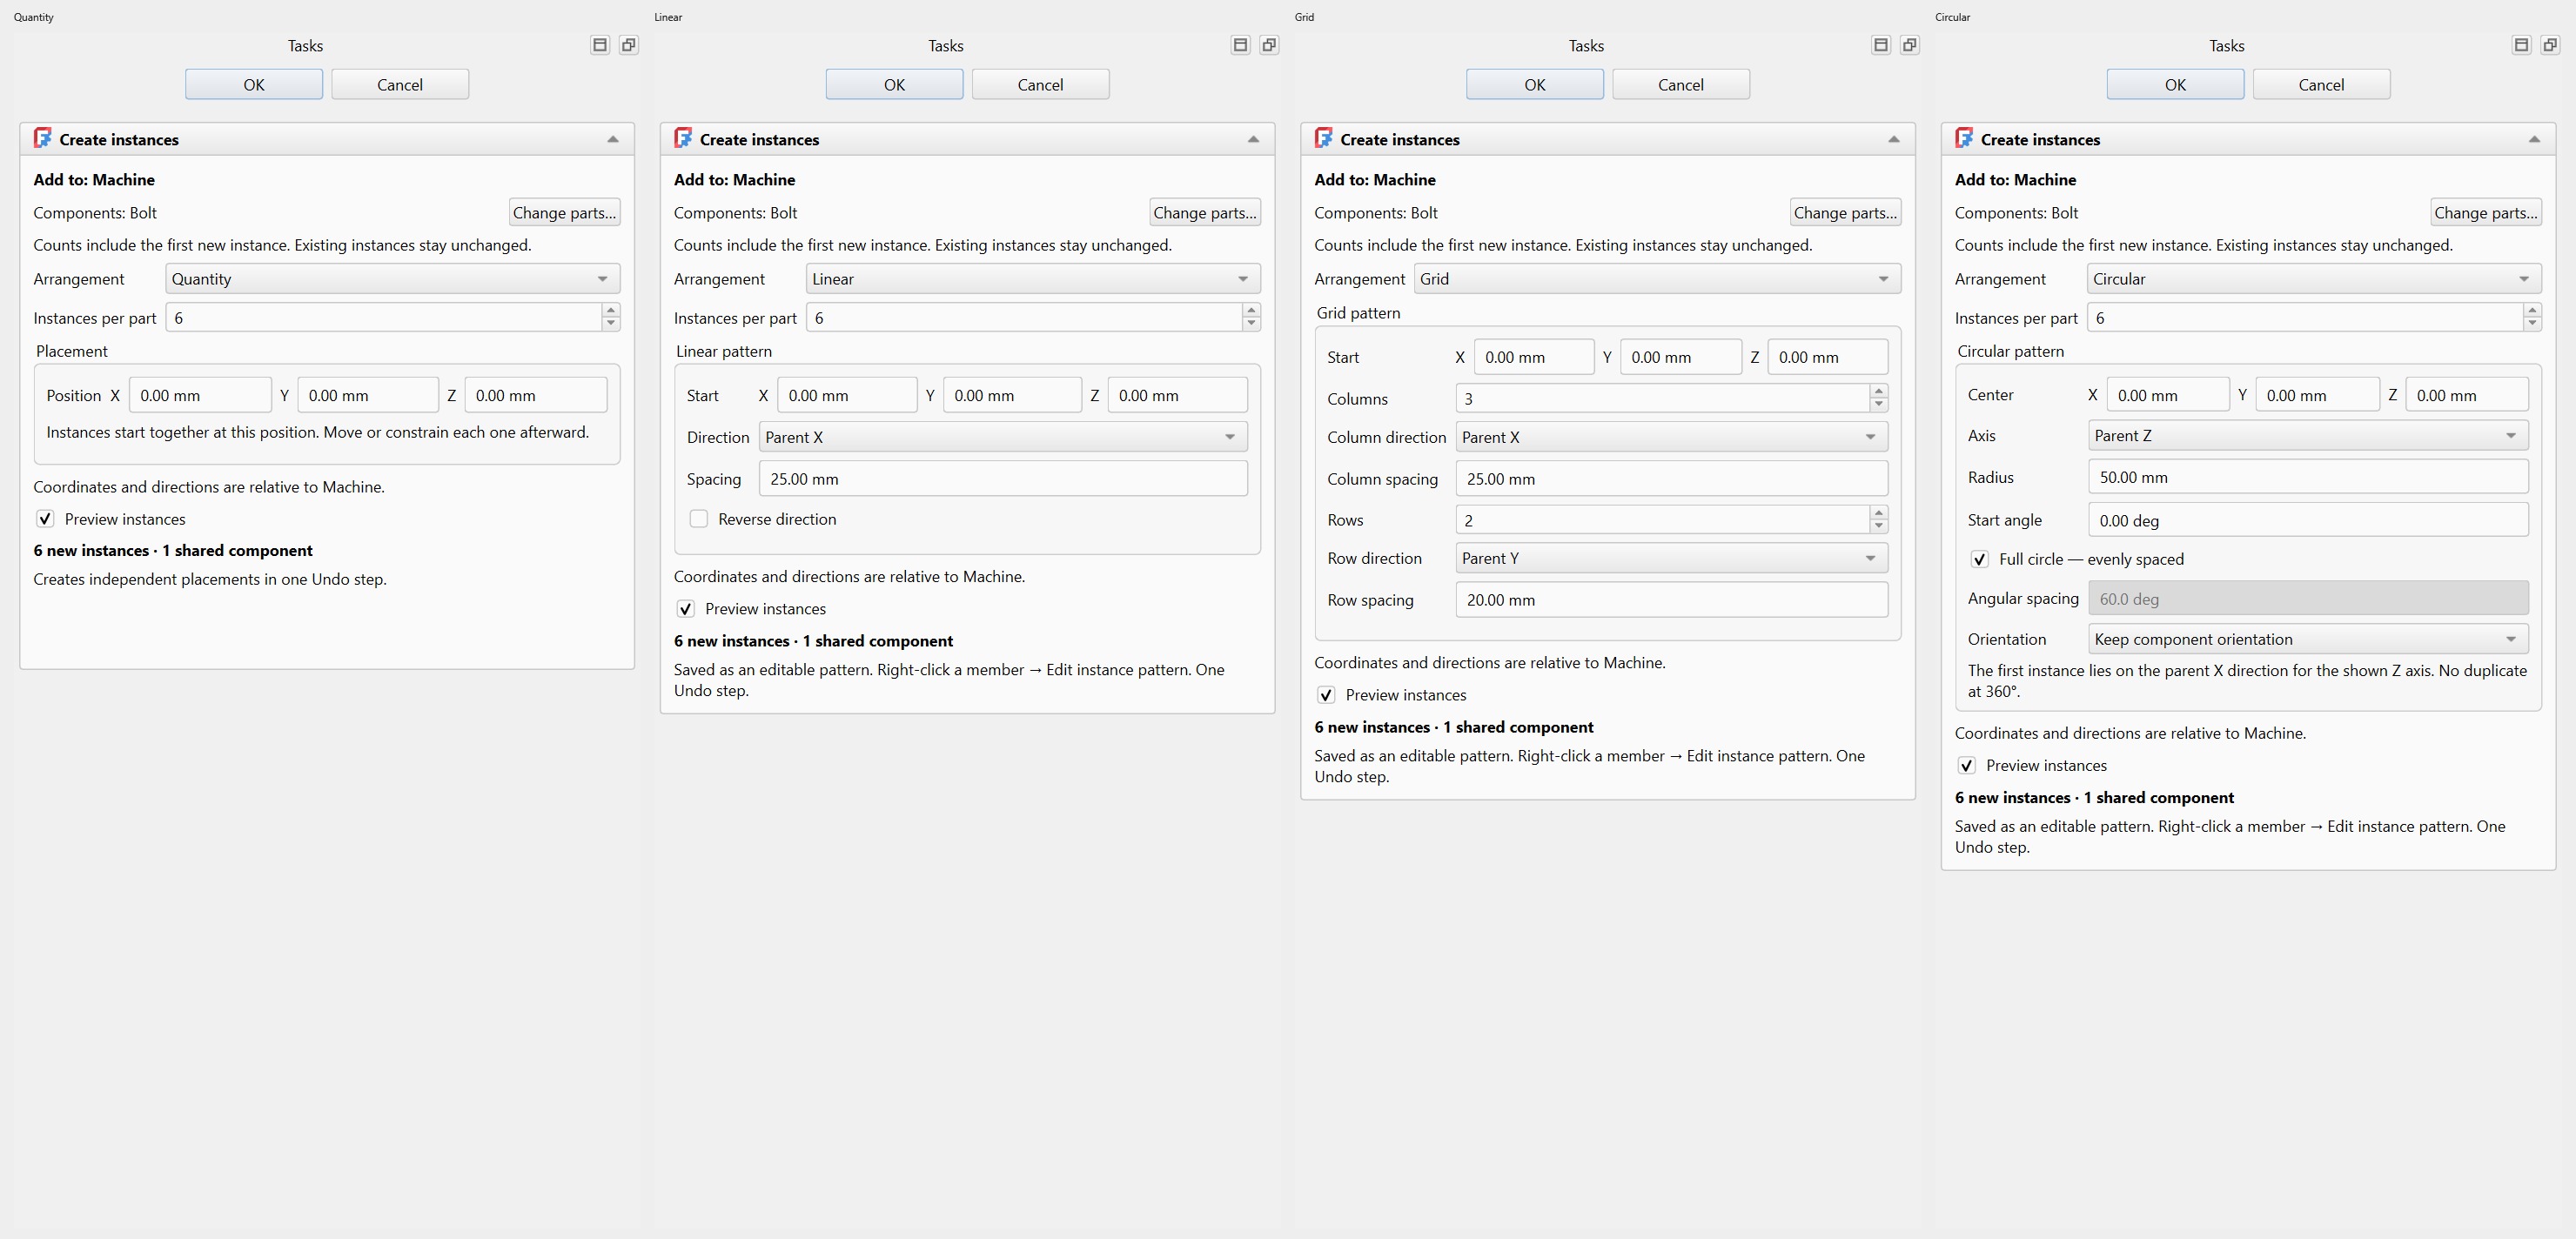 Quantity
Tasks
OK
Cancel
Create instances
Add to: Machine
Components: Bolt
Change parts...
Counts include the first new instance. Existing instances stay unchanged.
Arrangement
Quantity
Instances per part
6
Placement
Position X 0.00 mm Y 0.00 mm Z 0.00 mm
Instances start together at this position. Move or constrain each one afterward.
Coordinates and directions are relative to Machine.
Preview instances
6 new instances · 1 shared component
Creates independent placements in one Undo step.
Linear
Tasks
OK
Cancel
Create instances
Add to: Machine
Components: Bolt
Change parts...
Counts include the first new instance. Existing instances stay unchanged.
Arrangement
Linear
Instances per part
6
Linear pattern
Start X 0.00 mm Y 0.00 mm Z 0.00 mm
Direction
Parent X
Spacing
25.00 mm
Reverse direction
Coordinates and directions are relative to Machine.
Preview instances
6 new instances · 1 shared component
Saved as an editable pattern. Right-click a member → Edit instance pattern. One
Undo step.
Grid
Tasks
OK
Cancel
Create instances
Add to: Machine
Components: Bolt
Change parts...
Counts include the first new instance. Existing instances stay unchanged.
Arrangement
Grid
Grid pattern
Start X 0.00 mm Y 0.00 mm Z 0.00 mm
Columns
3
Column direction
Parent X
Column spacing
25.00 mm
Rows
2
Row direction
Parent Y
Row spacing
20.00 mm
Coordinates and directions are relative to Machine.
Preview instances
6 new instances · 1 shared component
Saved as an editable pattern. Right-click a member → Edit instance pattern. One
Undo step.
Circular
Tasks
OK
Cancel
Create instances
Add to: Machine
Components: Bolt
Change parts...
Counts include the first new instance. Existing instances stay unchanged.
Arrangement
Circular
Instances per part
6
Circular pattern
Center X 0.00 mm Y 0.00 mm Z 0.00 mm
Axis
Parent Z
Radius
50.00 mm
Start angle
0.00 deg
Full circle — evenly spaced
Angular spacing
60.0 deg
Orientation
Keep component orientation
The first instance lies on the parent X direction for the shown Z axis. No duplicate
at 360°.
Coordinates and directions are relative to Machine.
Preview instances
6 new instances · 1 shared component
Saved as an editable pattern. Right-click a member → Edit instance pattern. One
Undo step.